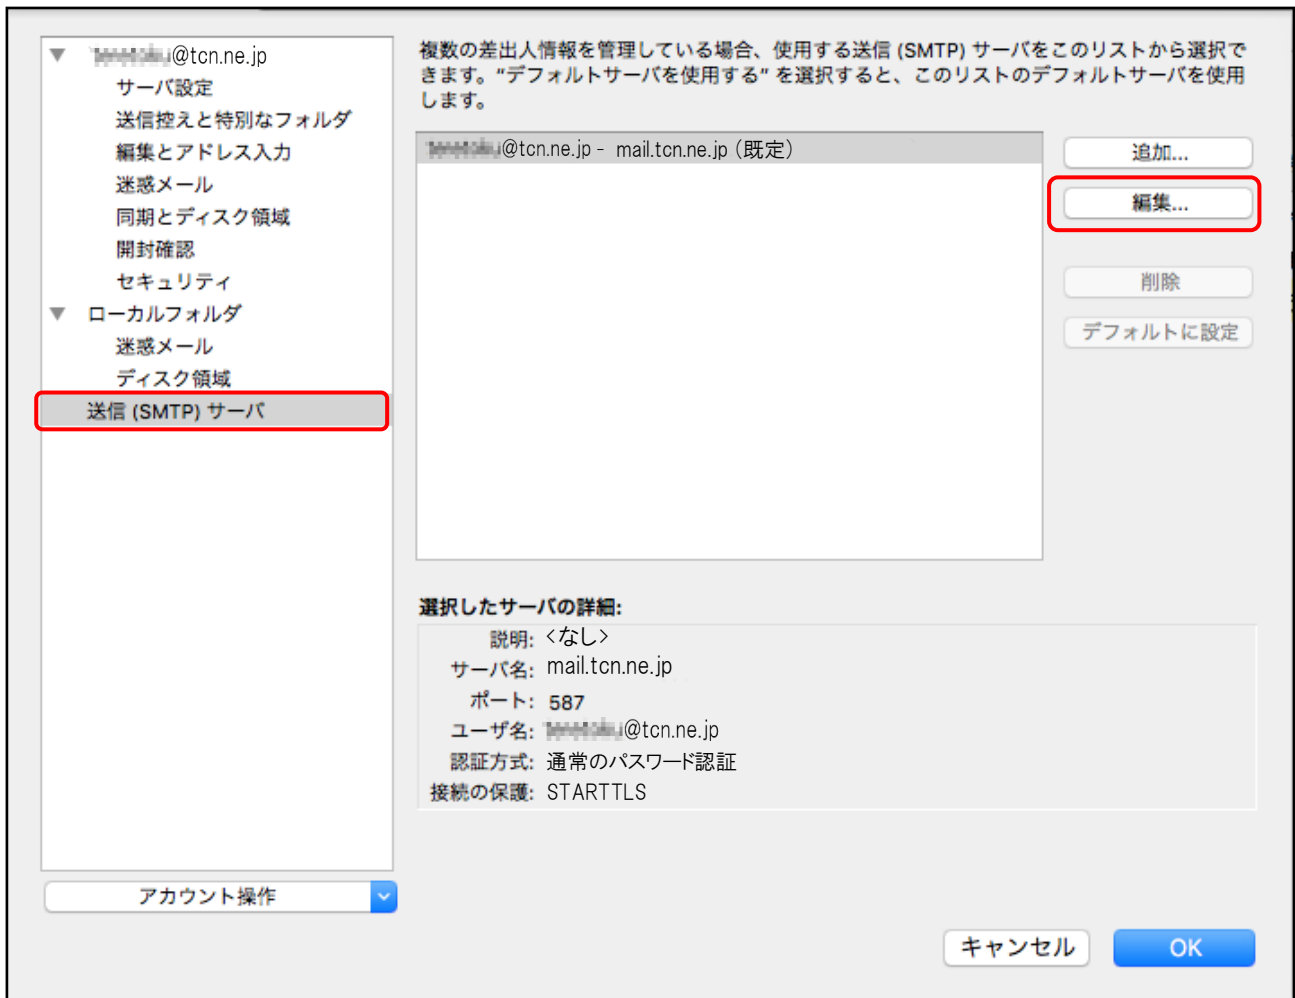 @tcn.ne.jp
サーバ設定
送信控えと特別なフォルダ
編集とアドレス入力
迷惑メール
同期とディスク領域
開封確認
セキュリティ
ローカルフォルダ
迷惑メール
ディスク領域
送信 (SMTP) サーバ
アカウント操作
複数の差出人情報を管理している場合、使用する送信 (SMTP) サーバをこのリストから選択で
きます。“デフォルトサーバを使用する” を選択すると、このリストのデフォルトサーバを使用
します。
@tcn.ne.jp - mail.tcn.ne.jp (既定)
追加...
編集...
削除
デフォルトに設定
選択したサーバの詳細:
説明: <なし>
サーバ名: mail.tcn.ne.jp
ポート: 587
ユーザ名: @tcn.ne.jp
認証方式: 通常のパスワード認証
接続の保護: STARTTLS
キャンセル
OK